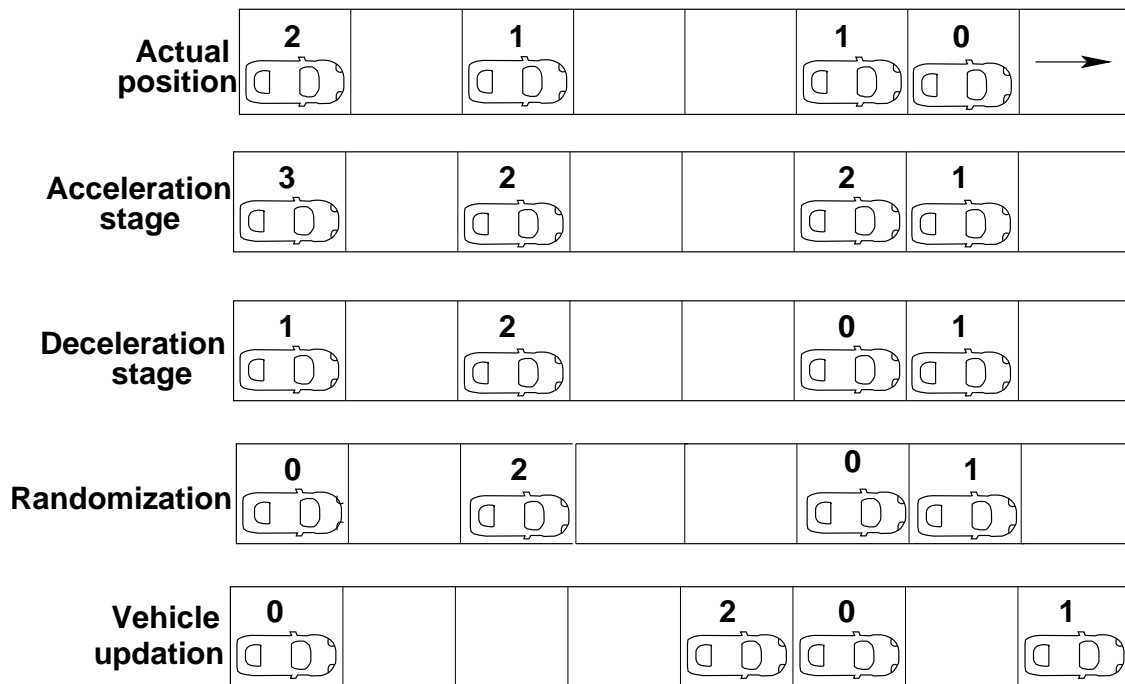 2 1 1 0
Actual
position
3 2 2 1
Acceleration
stage
1 2 0 1
Deceleration
stage
0 2 0 1
Randomization
0 2 0 1
Vehicle
updation